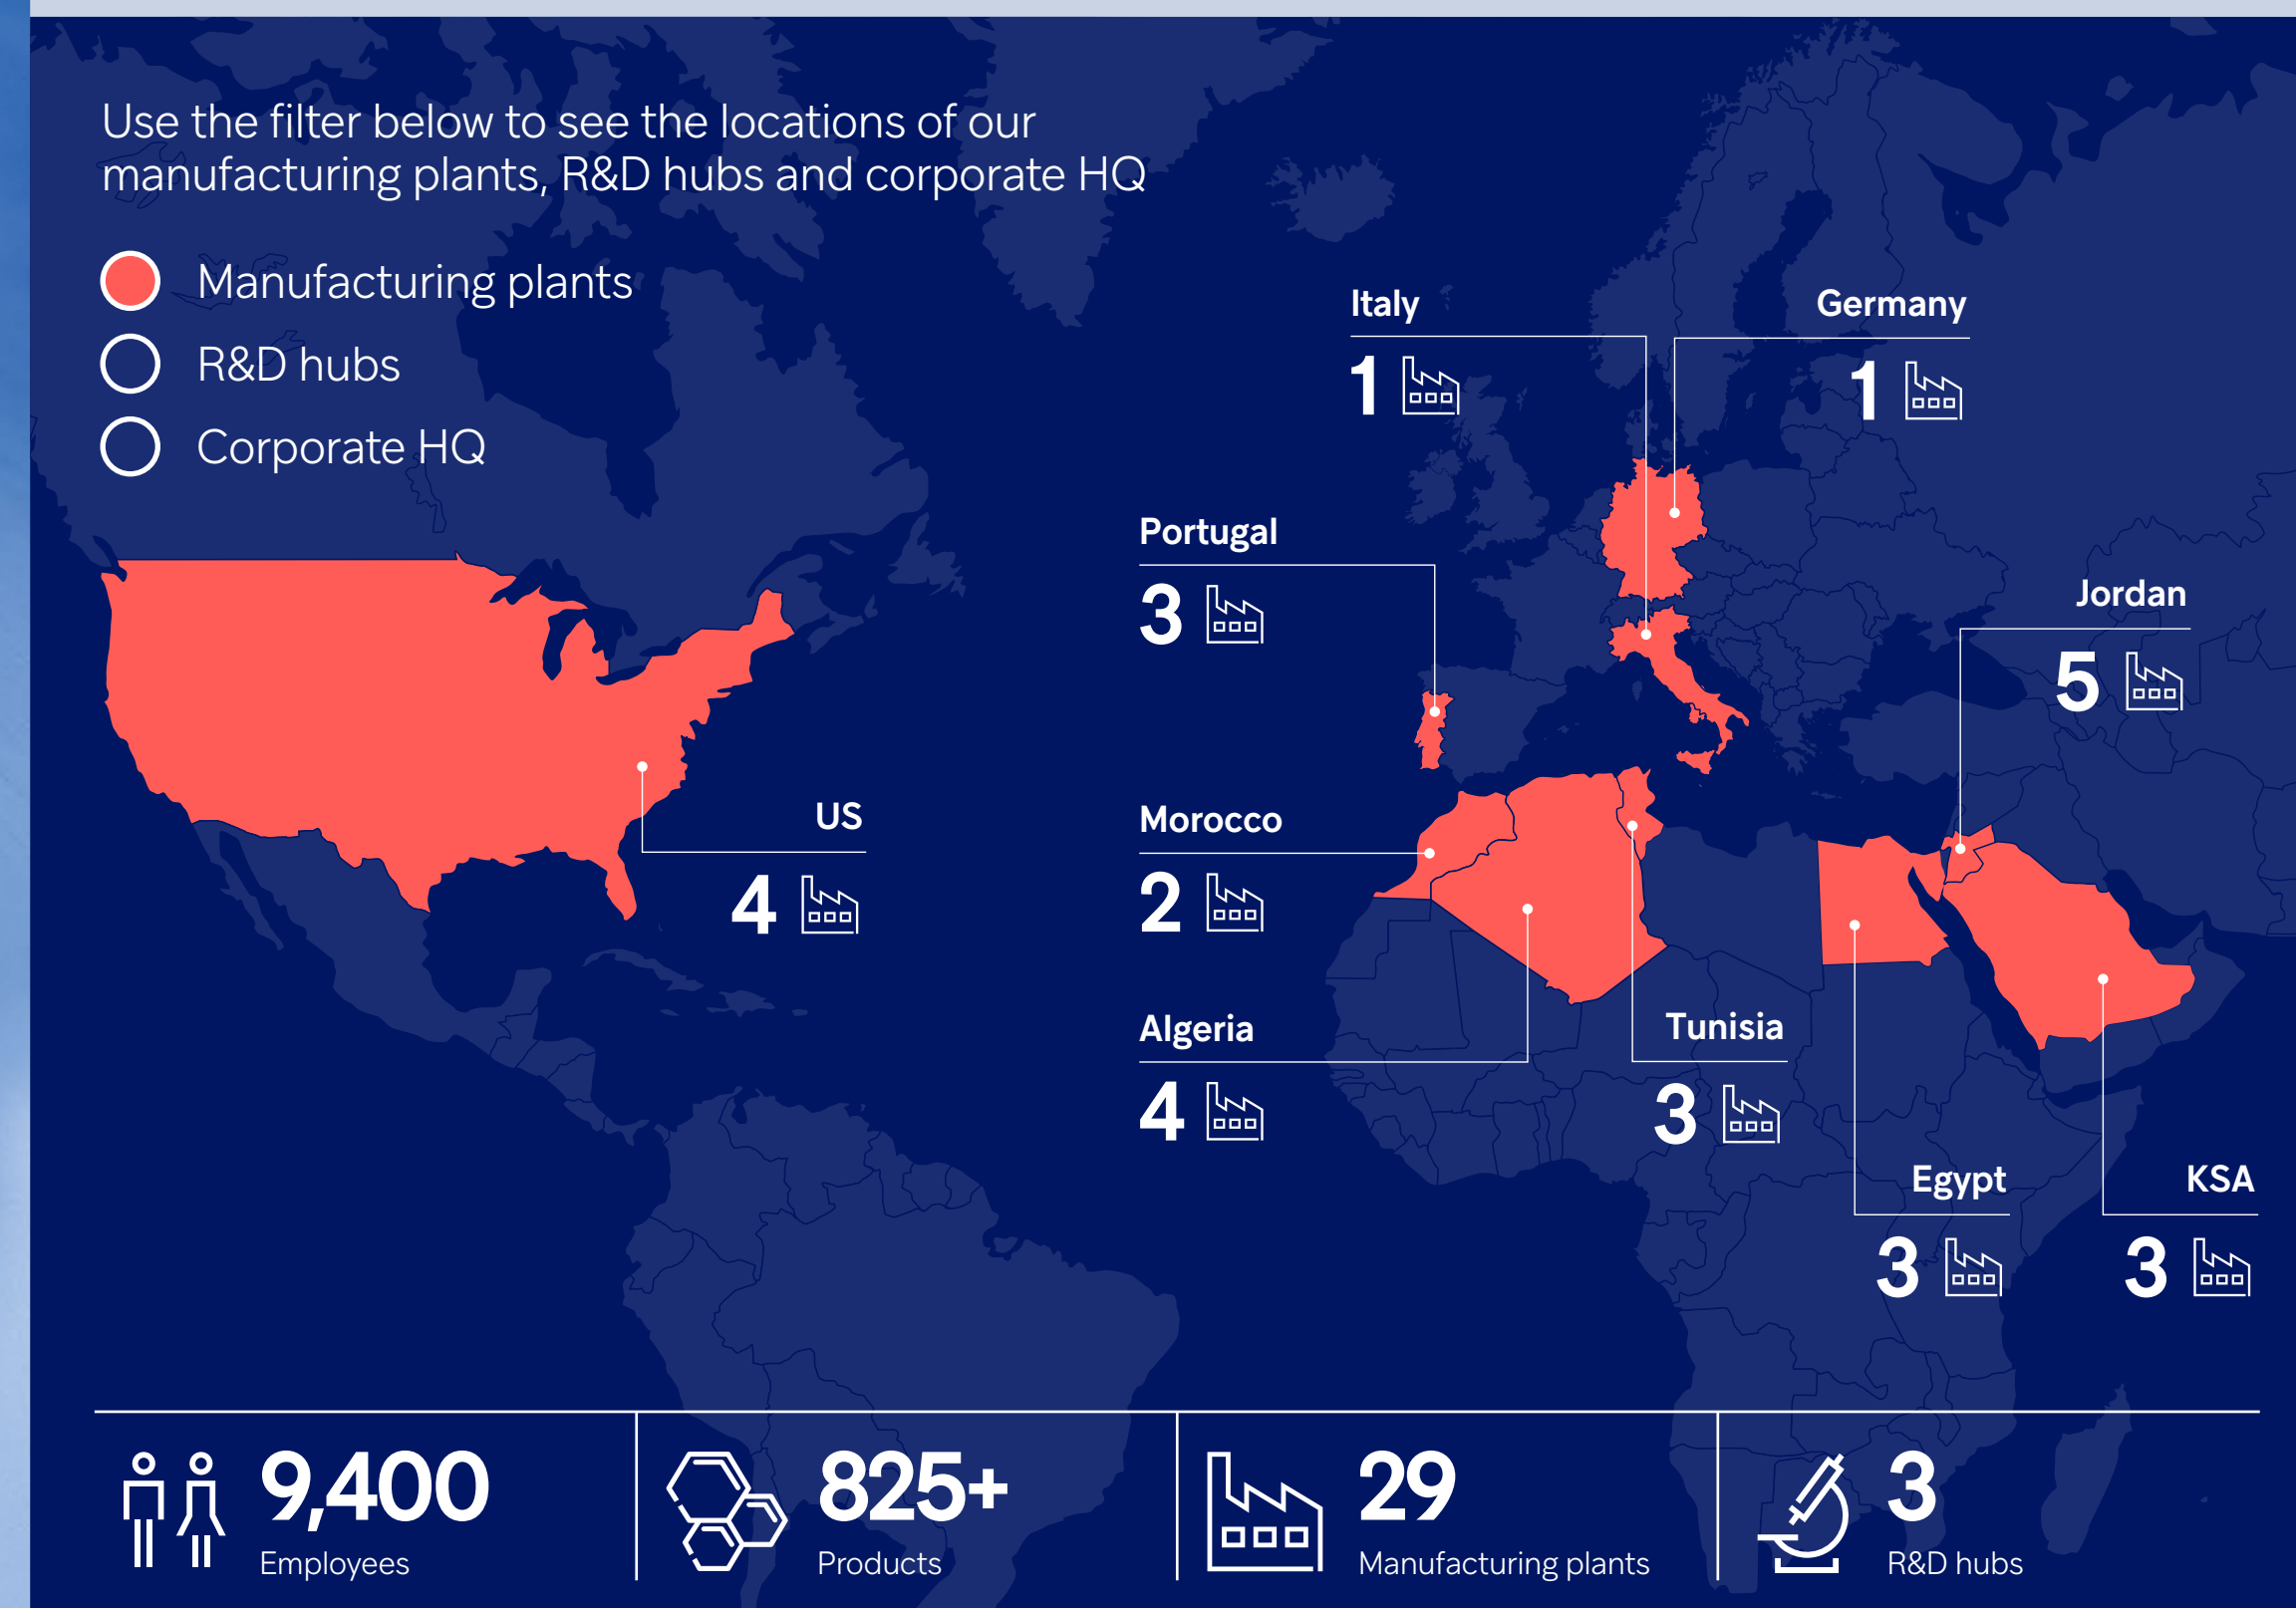 Use the filter below to see the locations of our
manufacturing plants, R&D hubs and corporate HQ
Manufacturing plants
R&D hubs
Corporate HQ
Italy
1
Germany
1
Portugal
3
Jordan
5
US
4
Morocco
2
Algeria
4
Tunisia
3
Egypt
3
KSA
3
9,400
Employees
825+
Products
29
Manufacturing plants
3
R&D hubs